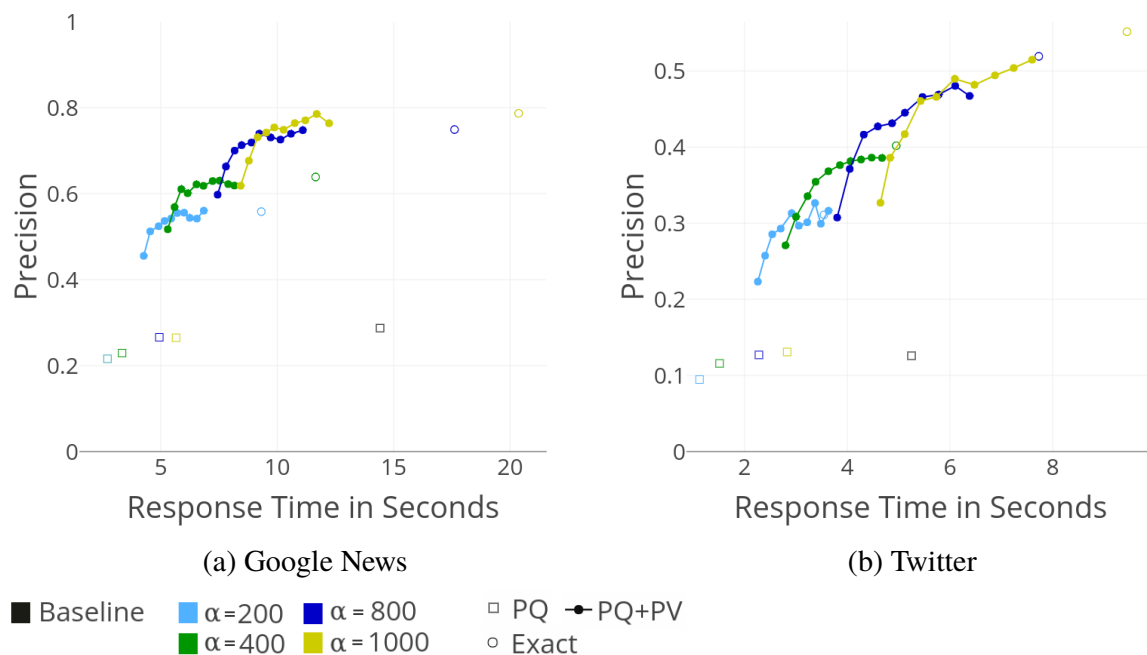 1
0.8
0.6
0.4
0.2
0
Precision
5
10
15
20
Response Time in Seconds
(a) Google News
0.5
0.4
0.3
0.2
0.1
0
Precision
2
4
6
8
Response Time in Seconds
(b) Twitter
Baseline
α=200
α=400
α=800
α=1000
PQ
PQ+PV
Exact